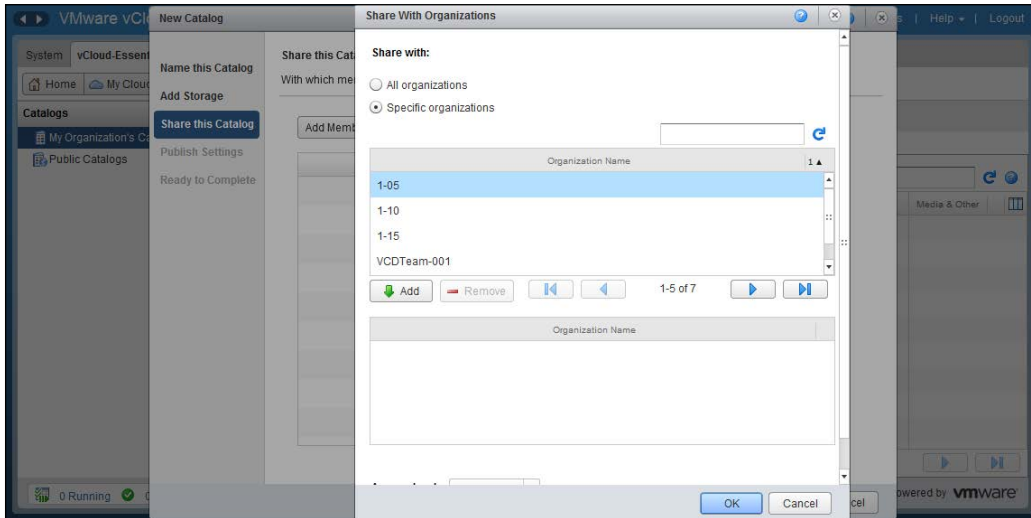 VMware vCl
New Catalog
Share With Organizations
Help
Logout
System
vCloud-Essent
Home
My Cloud
Catalogs
My Organization's Ca
Public Catalogs
Name this Catalog
Add Storage
Share this Catalog
Publish Settings
Ready to Complete
Share this Cat
With which me
Add Memb
Share with:
All organizations
Specific organizations
Organization Name 1
1-05
1-10
1-15
VCDTeam-001
Add
Remove
1-5 of 7
Organization Name
OK
Cancel
Media & Other
0 Running
cel
owered by vmware